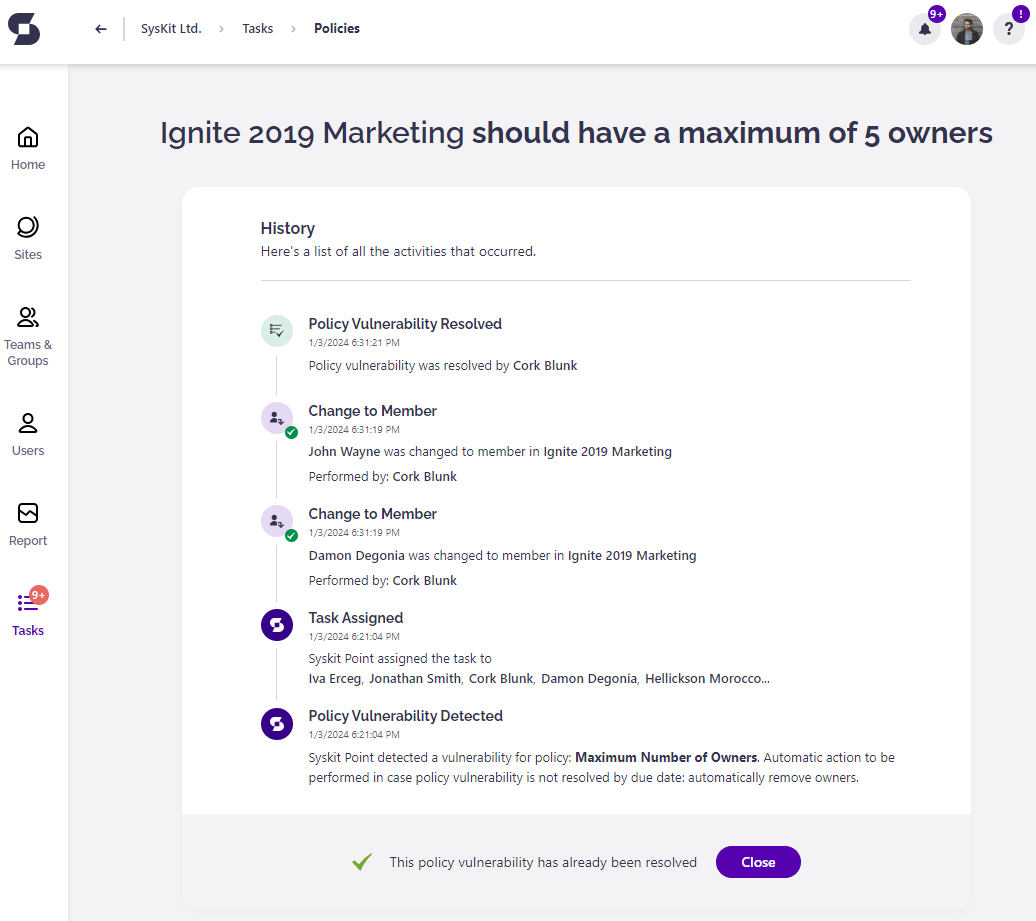 SysKit Ltd. > Tasks > Policies
9+
?
!
Home
Sites
Teams &
Groups
Users
Report
9+
Tasks
Ignite 2019 Marketing should have a maximum of 5 owners
History
Here's a list of all the activities that occurred.
Policy Vulnerability Resolved
1/3/2024 6:31:21 PM
Policy vulnerability was resolved by Cork Blunk
Change to Member
1/3/2024 6:31:19 PM
John Wayne was changed to member in Ignite 2019 Marketing
Performed by: Cork Blunk
Change to Member
1/3/2024 6:31:19 PM
Damon Degonia was changed to member in Ignite 2019 Marketing
Performed by: Cork Blunk
Task Assigned
1/3/2024 6:21:04 PM
Syskit Point assigned the task to
Iva Erceg, Jonathan Smith, Cork Blunk, Damon Degonia, Hellickson Morocco...
Policy Vulnerability Detected
1/3/2024 6:21:04 PM
Syskit Point detected a vulnerability for policy: Maximum Number of Owners. Automatic action to be
performed in case policy vulnerability is not resolved by due date: automatically remove owners.
This policy vulnerability has already been resolved
Close